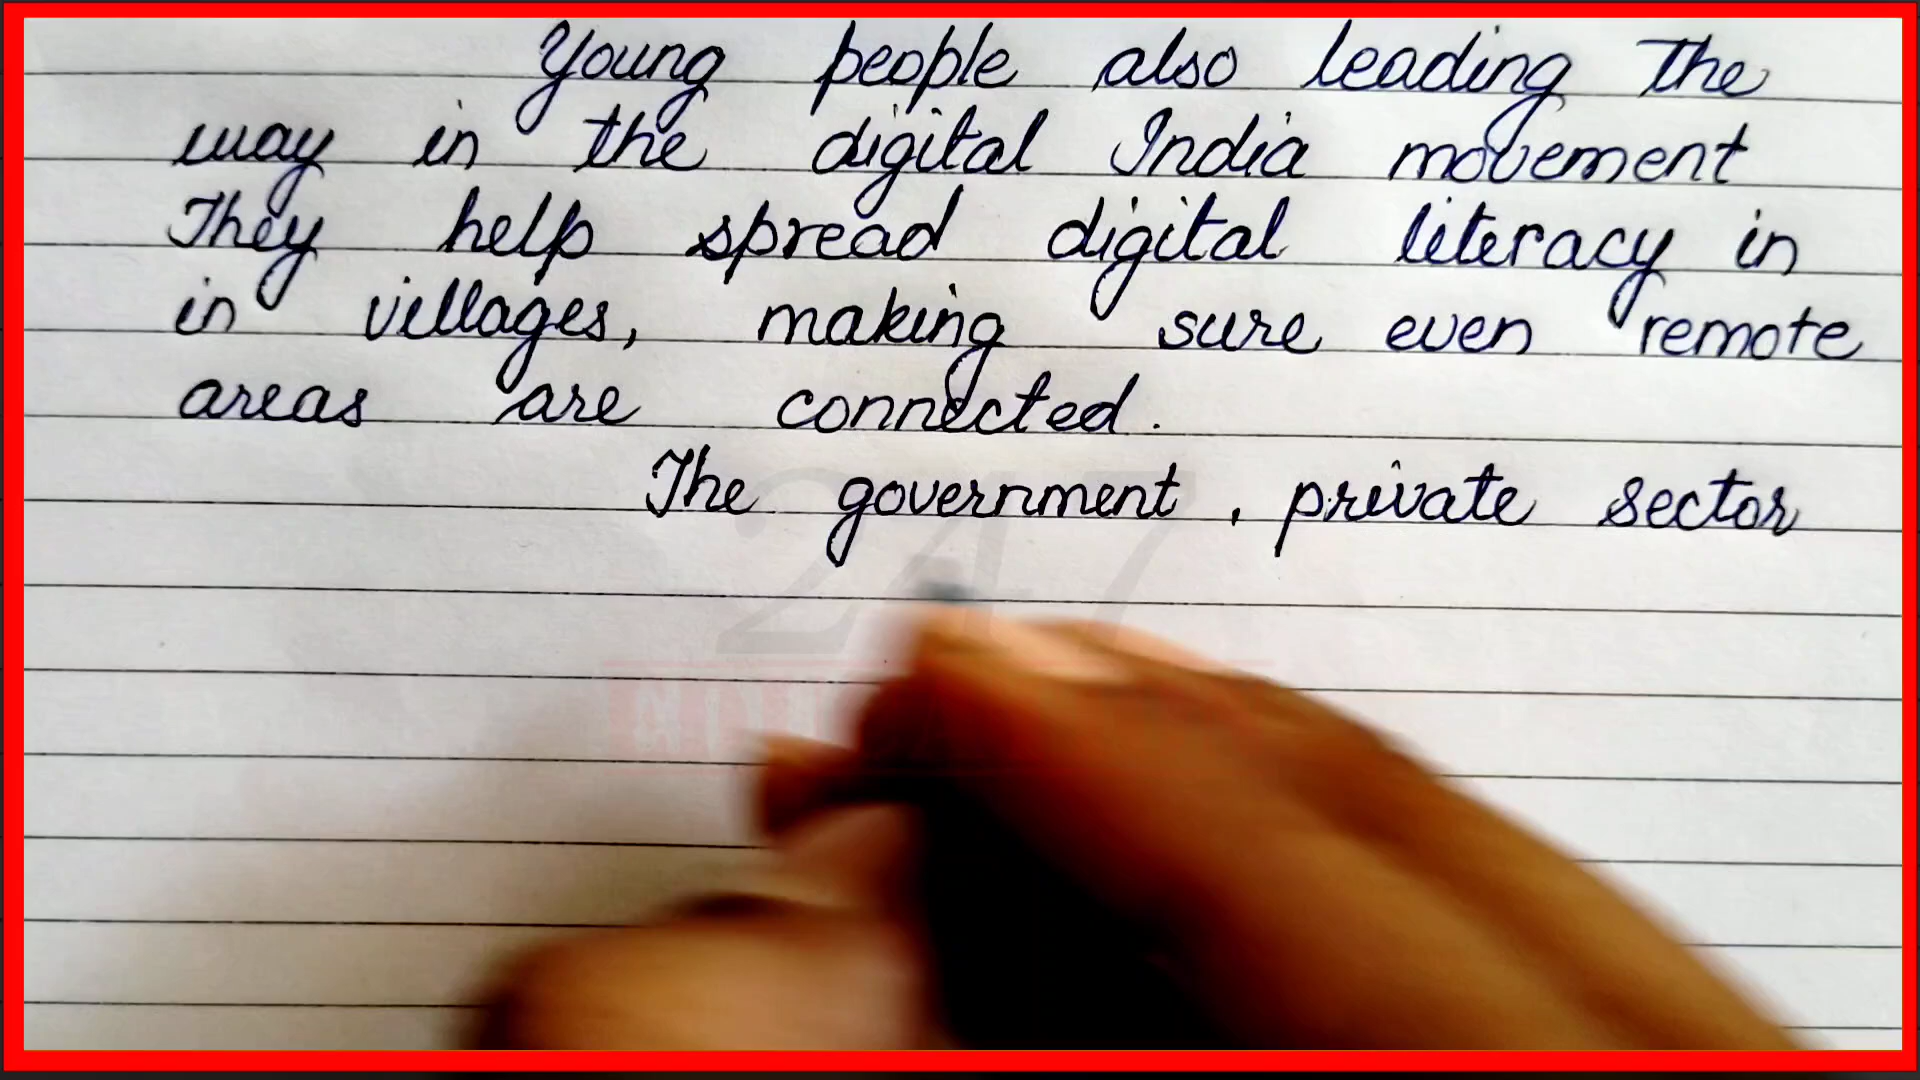 Young people also leading the
way in the digital India movement
They help spread digital literacy in
in villages, making sure even remote
areas are connected.
The government, private sector
247